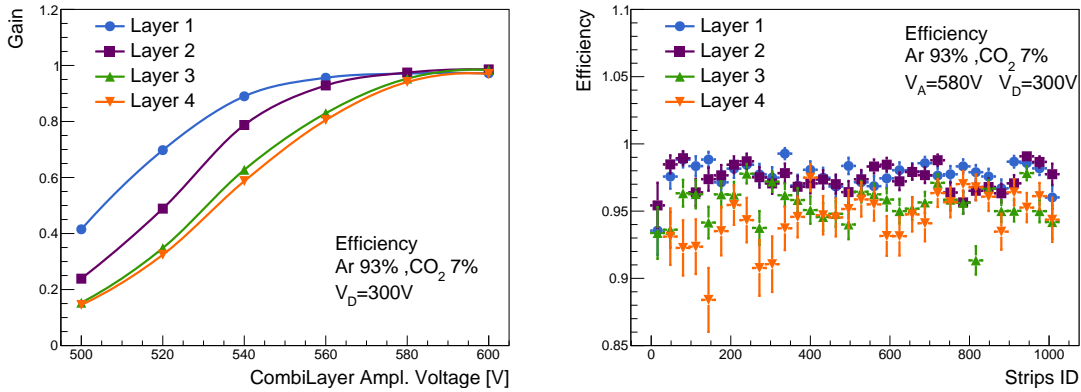 Gain
1.2
1
0.8
0.6
0.4
0.2
0
Layer 1
Layer 2
Layer 3
Layer 4
Efficiency
Ar 93% ,CO2 7%
VD=300V
500 520 540 560 580 600
CombiLayer Ampl. Voltage [V]
Efficiency
1.1
1.05
1
0.95
0.9
0.85
Layer 1
Layer 2
Layer 3
Layer 4
Efficiency
Ar 93% ,CO2 7%
VA=580V VD=300V
0 200 400 600 800 1000
Strips ID